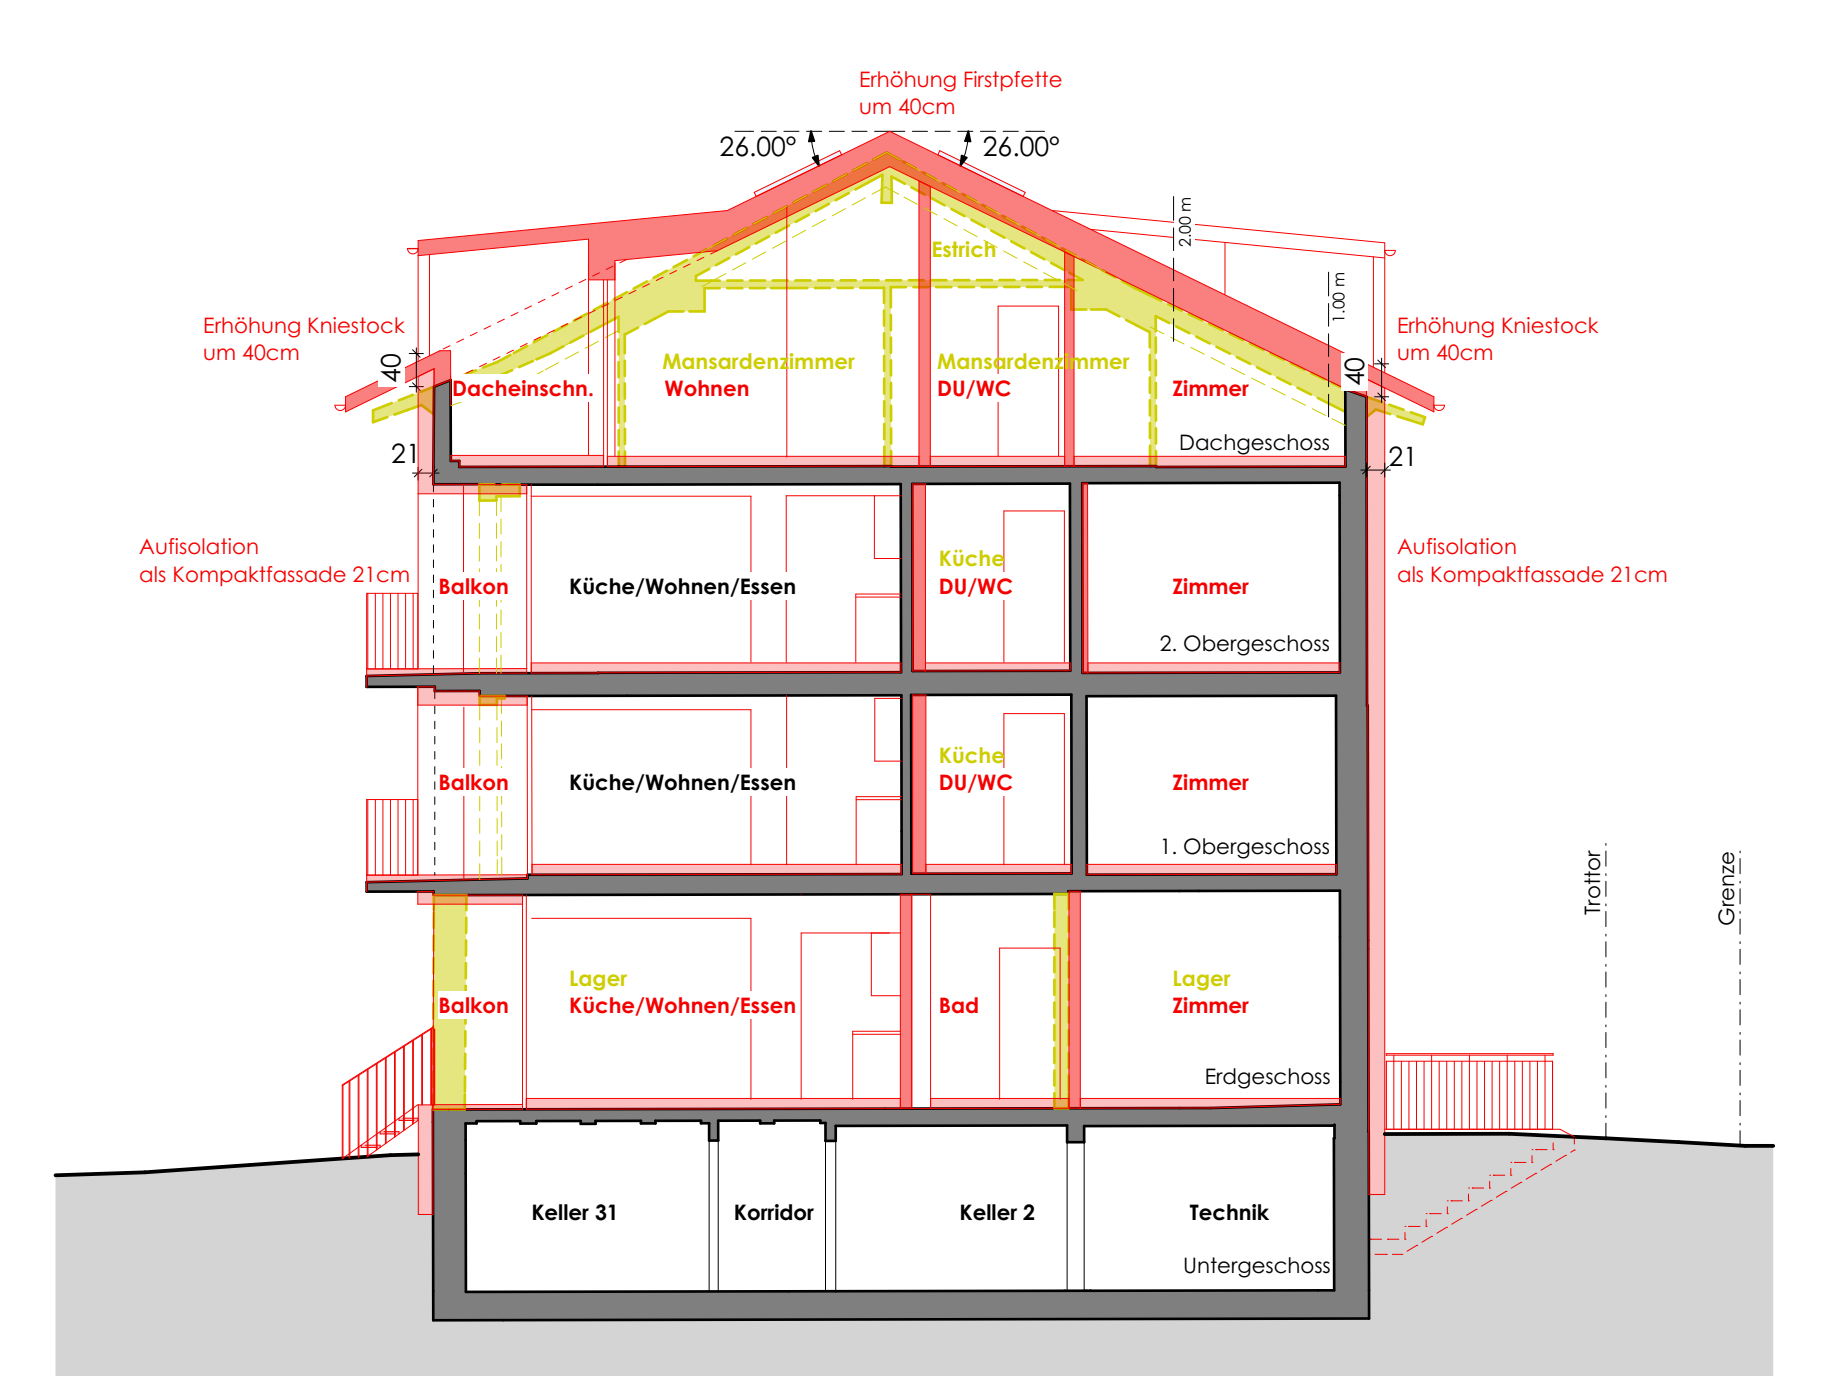 Erhöhung Firstpfette
um 40cm
26.00°
26.00°
2.00 m
Estrich
1.00 m
Erhöhung Kniestock
um 40cm
Erhöhung Kniestock
um 40cm
40
40
Mansardenzimmer
Mansardenzimmer
Dacheinschn.
Wohnen
DU/WC
Zimmer
Dachgeschoss
21
21
Aufisolation
als Kompaktfassade 21cm
Aufisolation
als Kompaktfassade 21cm
Küche
Balkon
Küche/Wohnen/Essen
DU/WC
Zimmer
2. Obergeschoss
Küche
Balkon
Küche/Wohnen/Essen
DU/WC
Zimmer
1. Obergeschoss
Trottor
Grenze
Lager
Lager
Balkon
Küche/Wohnen/Essen
Bad
Zimmer
Erdgeschoss
Keller 31
Korridor
Keller 2
Technik
Untergeschoss